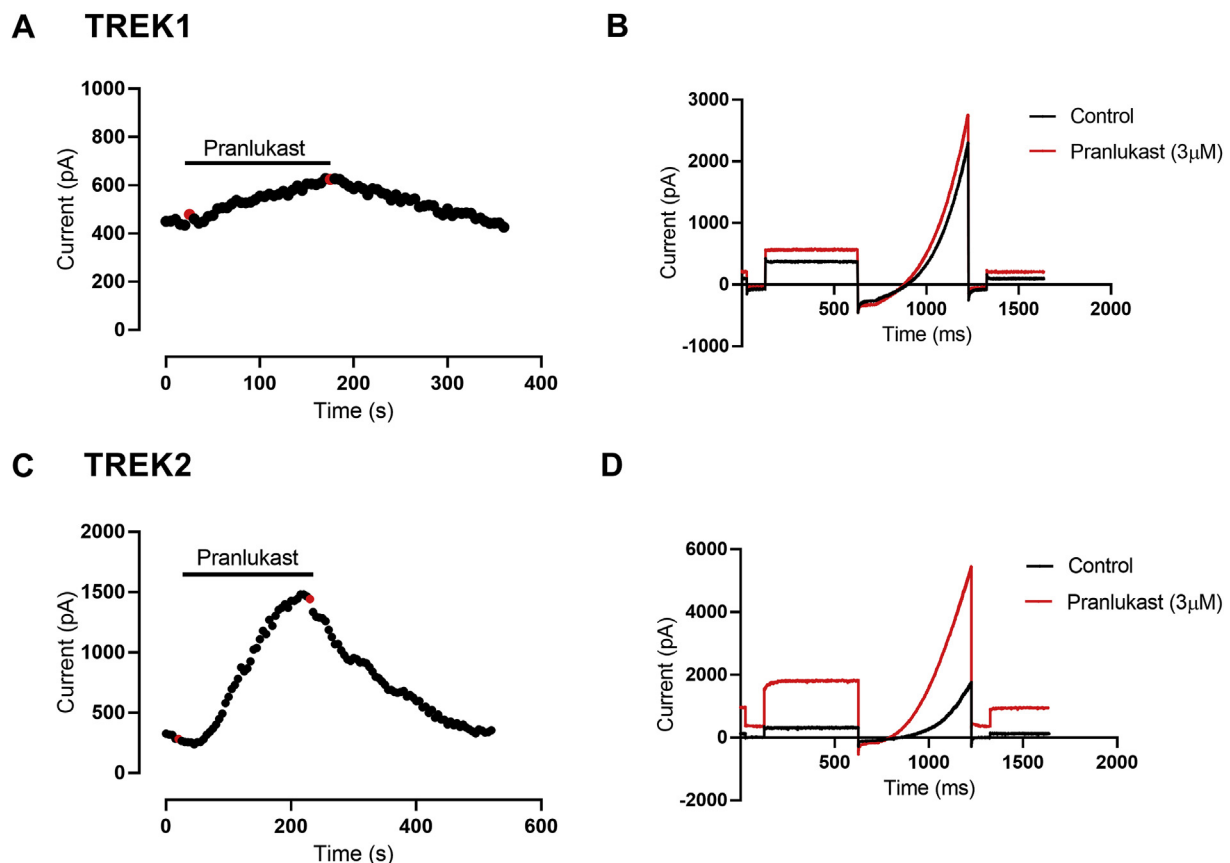 A TREK1
1000
800
600
400
200
0
Current (pA)
Pranlukast
0 100 200 300 400
Time (s)
B
3000
2000
1000
0
-1000
Current (pA)
Control
Pranlukast (3μM)
500 1000 1500 2000
Time (ms)
C TREK2
2000
1500
1000
500
0
Current (pA)
Pranlukast
0 200 400 600
Time (s)
D
6000
4000
2000
0
-2000
Current (pA)
Control
Pranlukast (3μM)
500 1000 1500 2000
Time (ms)